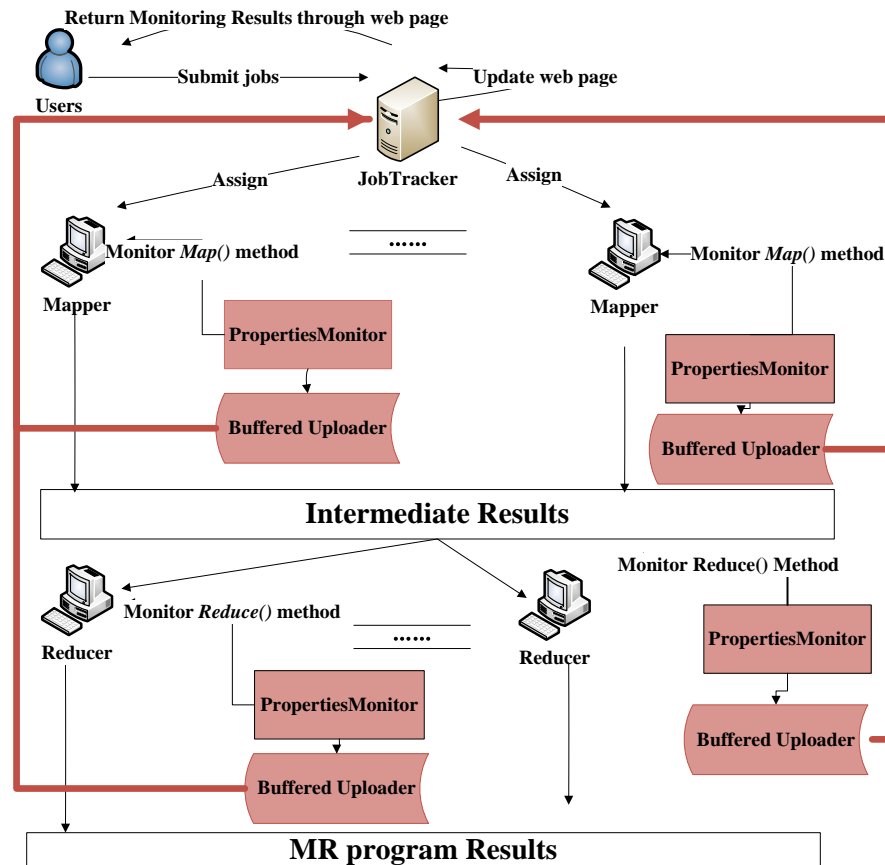 Return Monitoring Results through web page
Submit jobs
Update web page
Users
JobTracker
Assign
Assign
......
Monitor Map() method
Monitor Map() method
Mapper
Mapper
PropertiesMonitor
PropertiesMonitor
Buffered Uploader
Buffered Uploader
Intermediate Results
Monitor Reduce() Method
Monitor Reduce() method
......
PropertiesMonitor
Reducer
Reducer
PropertiesMonitor
Buffered Uploader
Buffered Uploader
MR program Results